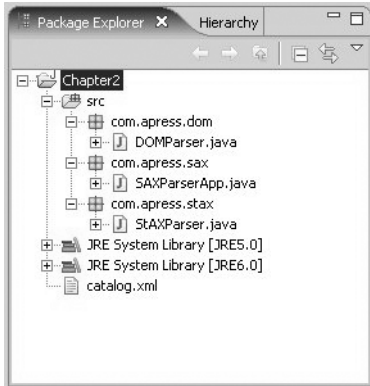 Package Explorer Hierarchy
Chapter2
src
com.apress.dom
DOMParser.java
com.apress.sax
SAXParserApp.java
com.apress.stax
StAXParser.java
JRE System Library [JRE5.0]
JRE System Library [JRE6.0]
catalog.xml